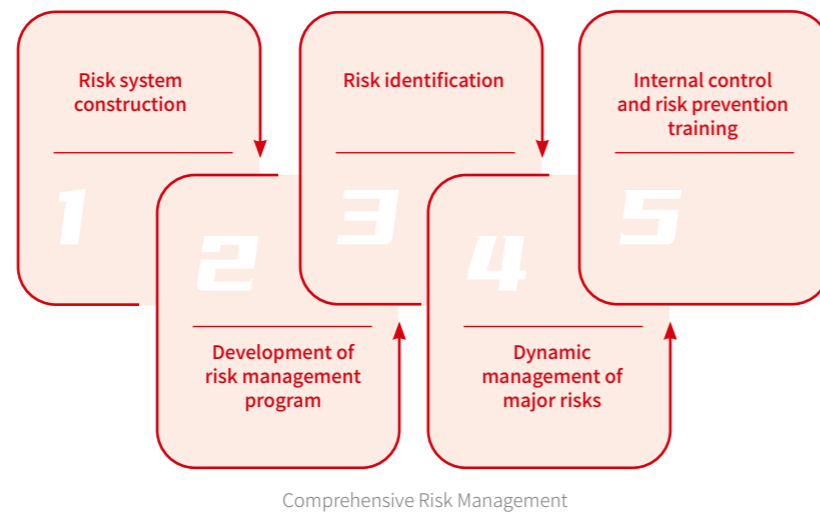 Risk system
construction
1
2
Development of
risk management
program
Risk identification
3
4
Dynamic
management of
major risks
Internal control
and risk prevention
training
5
Comprehensive Risk Management